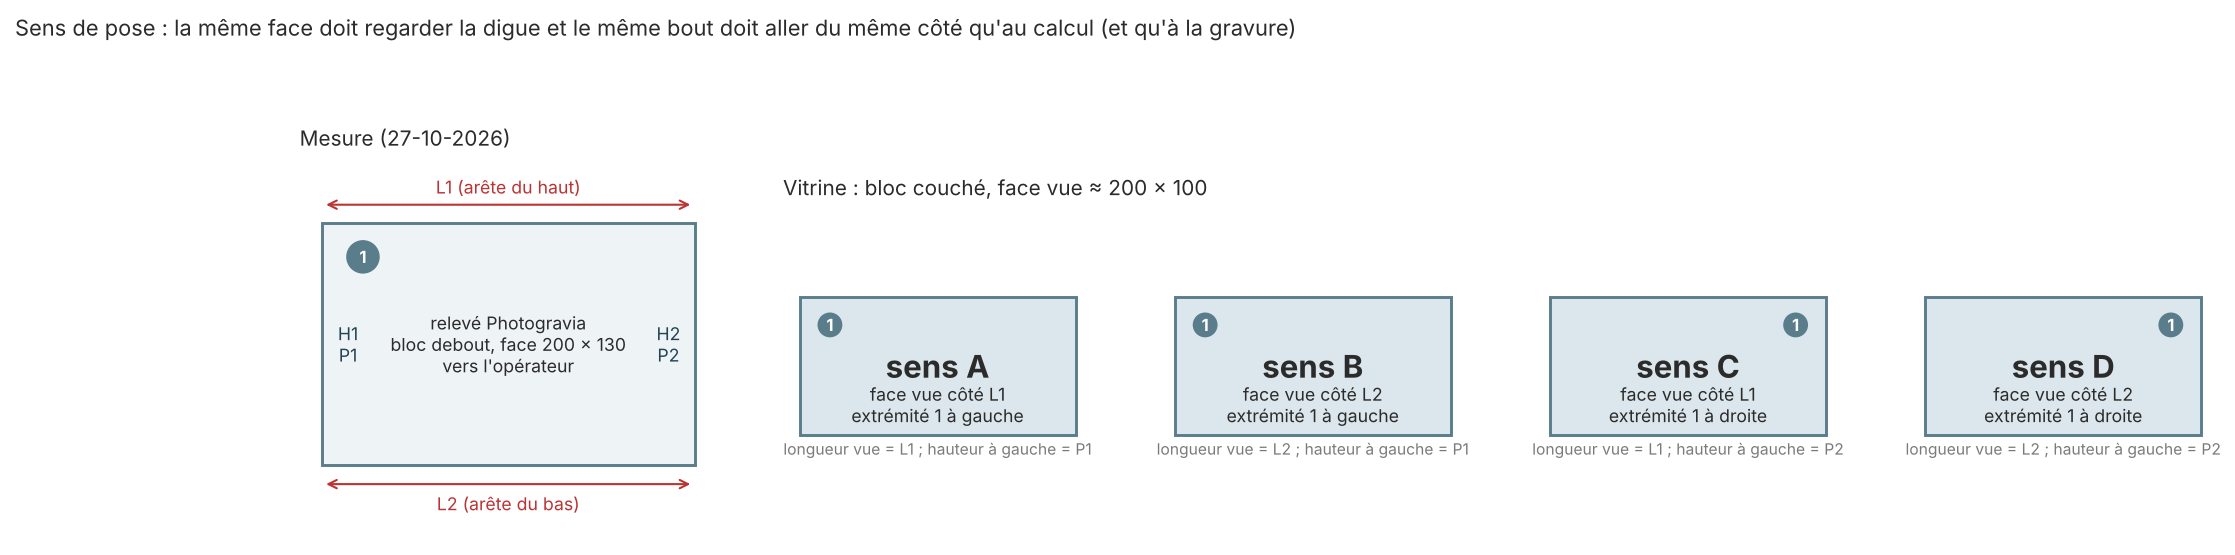 Sens de pose : la même face doit regarder la digue et le même bout doit aller du même côté qu'au calcul (et qu'à la gravure)
Mesure (27-10-2026)
L1 (arête du haut)
1
H1
P1
relevé Photogravia
bloc debout, face 200 × 130
vers l'opérateur
H2
P2
L2 (arête du bas)
Vitrine : bloc couché, face vue ≈ 200 × 100
1
sens A
face vue côté L1
extrémité 1 à gauche
longueur vue = L1 ; hauteur à gauche = P1
1
sens B
face vue côté L2
extrémité 1 à gauche
longueur vue = L2 ; hauteur à gauche = P1
1
sens C
face vue côté L1
extrémité 1 à droite
longueur vue = L1 ; hauteur à gauche = P2
1
sens D
face vue côté L2
extrémité 1 à droite
longueur vue = L2 ; hauteur à gauche = P2